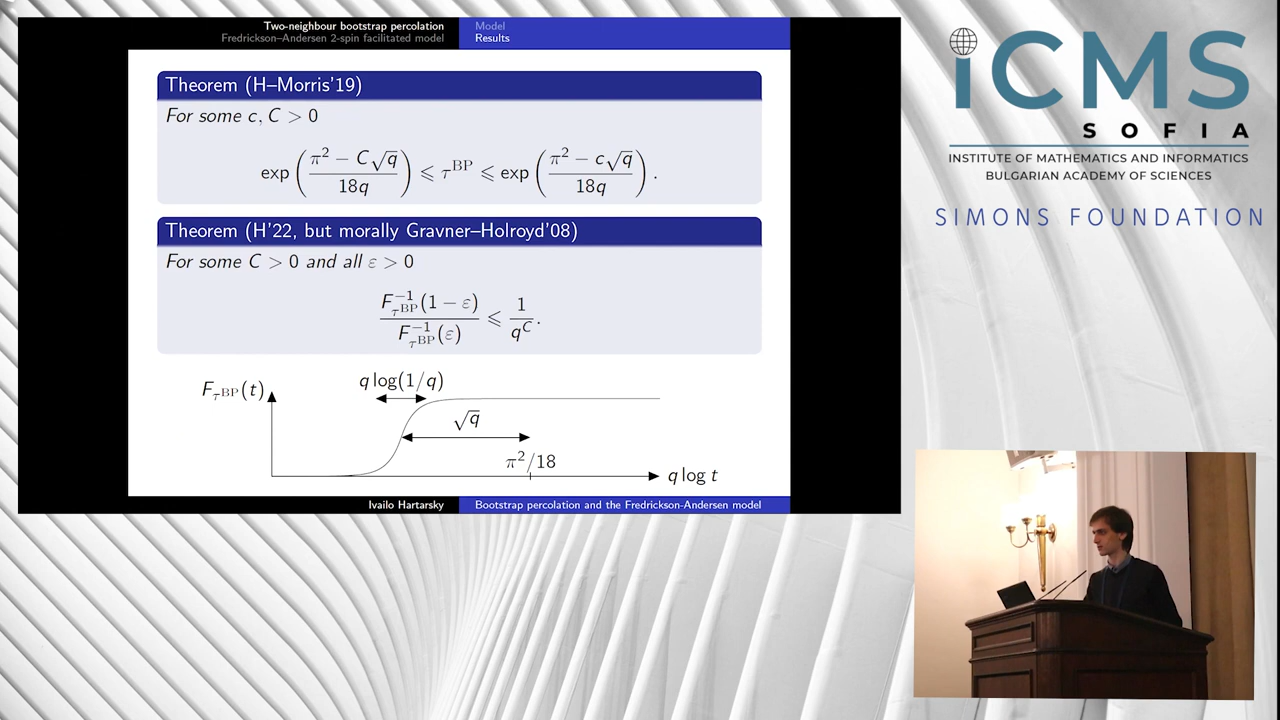 Two-neighbour bootstrap percolation
Fredrickson–Andersen 2-spin facilitated model
Model
Results
Theorem (H–Morris'19)
For some c, C > 0
exp ( π² − C√q / 18q ) ⩽ τ^BP ⩽ exp ( π² − c√q / 18q ) .
Theorem (H'22, but morally Gravner–Holroyd'08)
For some C > 0 and all ε > 0
F⁻¹_τ^BP (1 − ε) / F⁻¹_τ^BP (ε) ⩽ 1 / q^C .
q log(1/q)
F_τ^BP (t)
√q
π²/18
q log t
Ivailo Hartarsky
Bootstrap percolation and the Fredrickson-Andersen model
iCMS
SOFIA
INSTITUTE OF MATHEMATICS AND INFORMATICS
BULGARIAN ACADEMY OF SCIENCES
SIMONS FOUNDATION